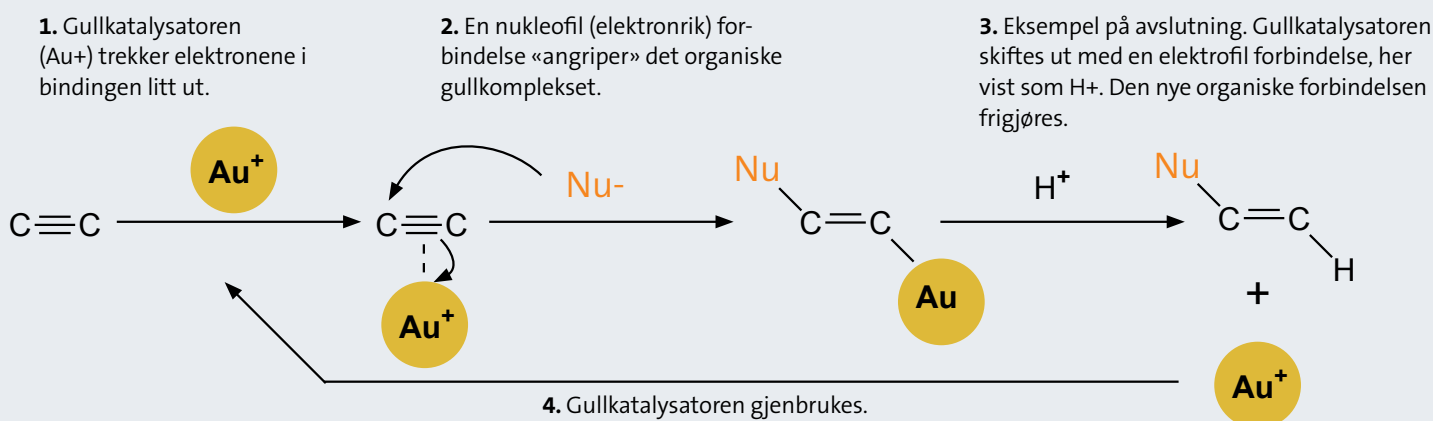 1. Gullkatalysatoren
(Au+) trekker elektronene i
bindingen litt ut.
2. En nukleofil (elektronrik) for-
bindelse «angriper» det organiske
gullkomplekset.
3. Eksempel på avslutning. Gullkatalysatoren
skiftes ut med en elektrofil forbindelse, her
vist som H+. Den nye organiske forbindelsen
frigjøres.
Au+
C≡C
C≡C
Au+
Nu-
Nu
C=C
Au
H+
Nu
C=C
H
+
Au+
4. Gullkatalysatoren gjenbrukes.